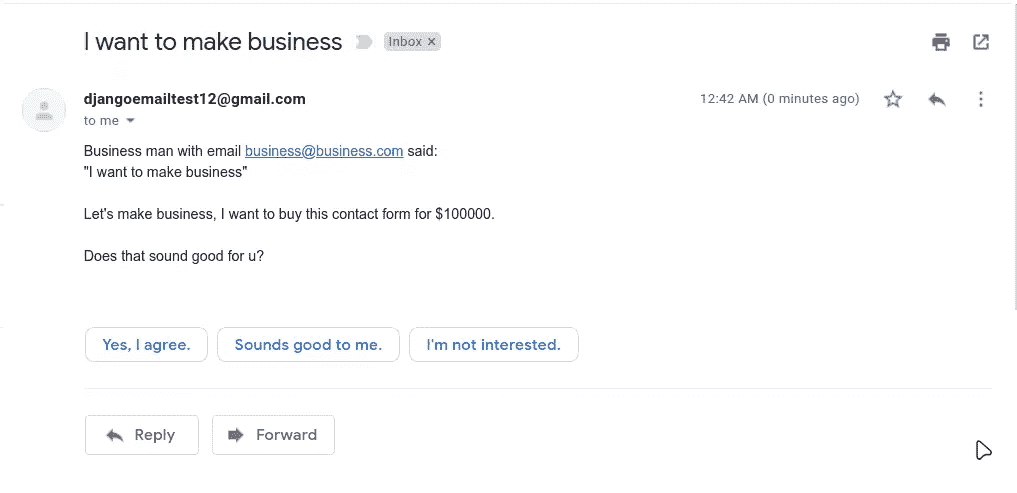 I want to make business
Inbox ×
djangoemailtest12@gmail.com
12:42 AM (0 minutes ago)
to me
Business man with email business@business.com said:
"I want to make business"
Let's make business, I want to buy this contact form for $100000.
Does that sound good for u?
Yes, I agree.
Sounds good to me.
I'm not interested.
Reply
Forward